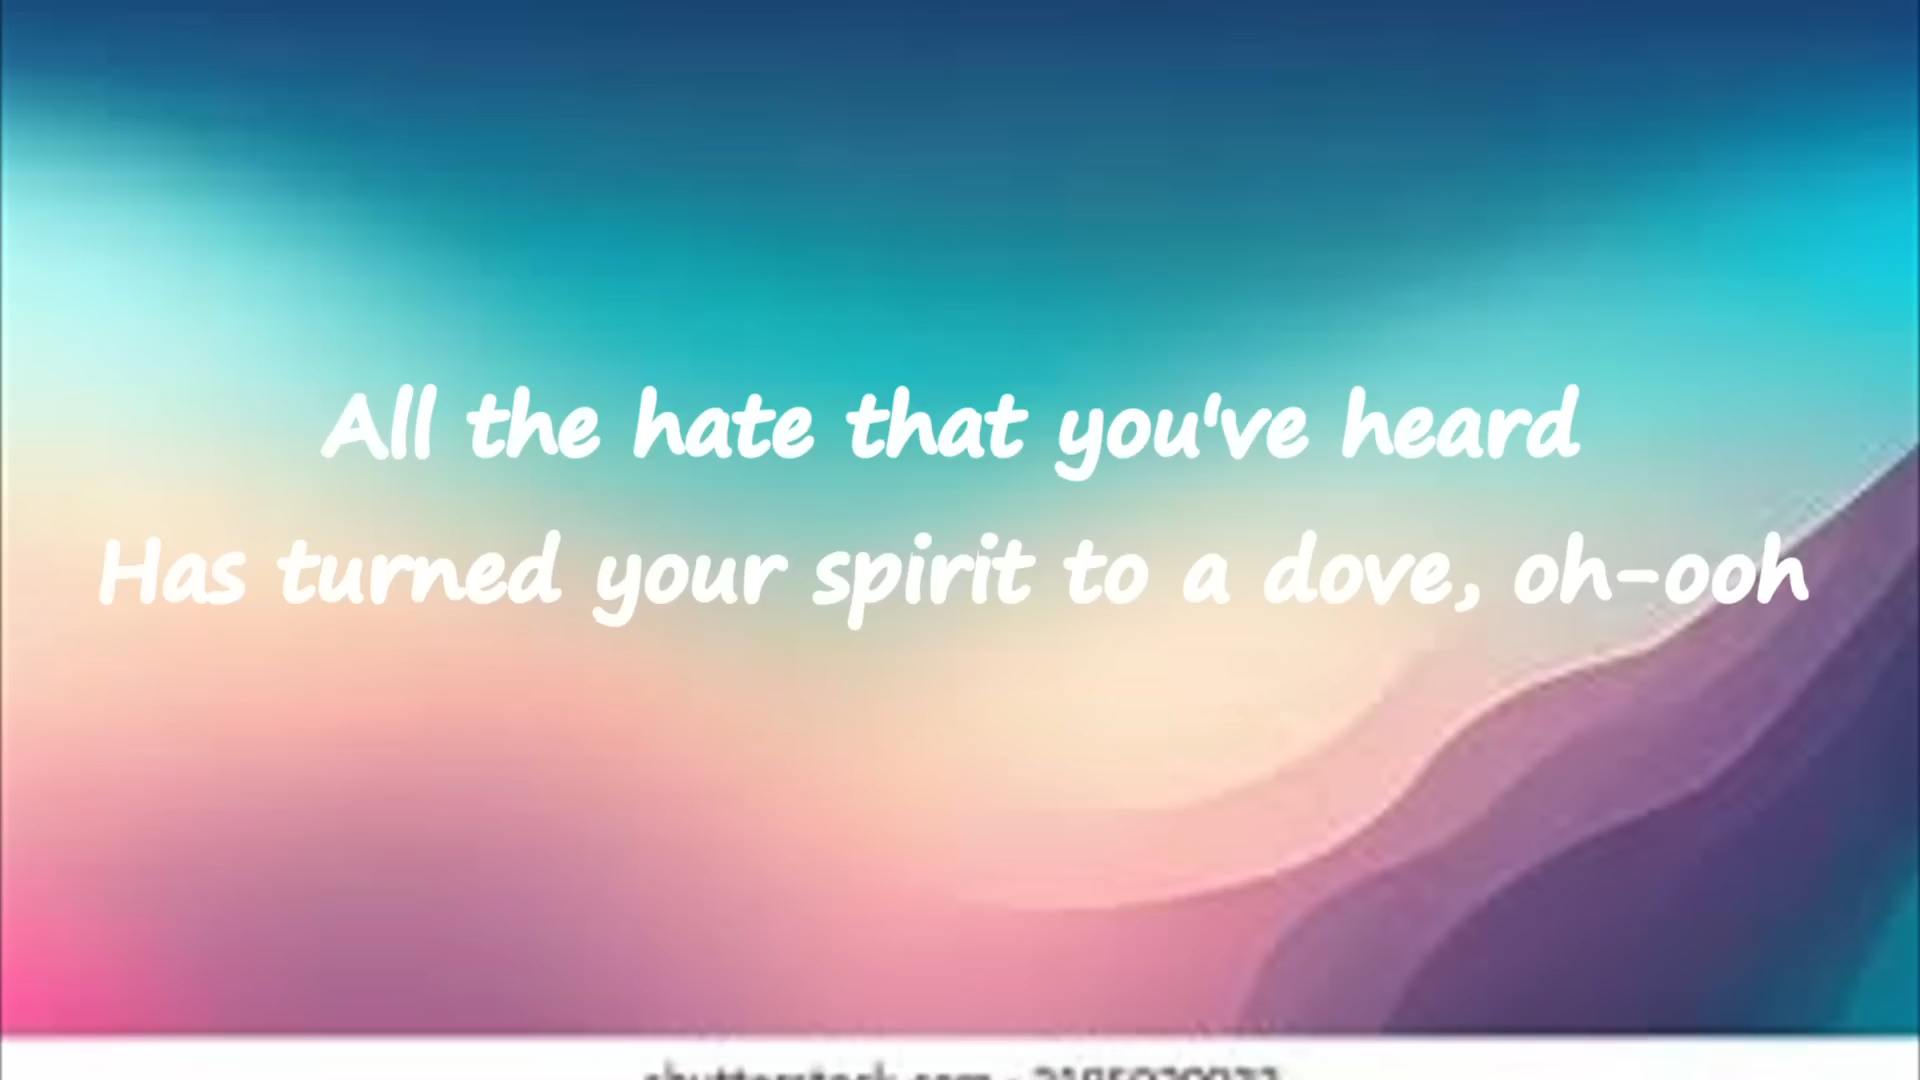 All the hate that you've heard
Has turned your spirit to a dove, oh-ooh